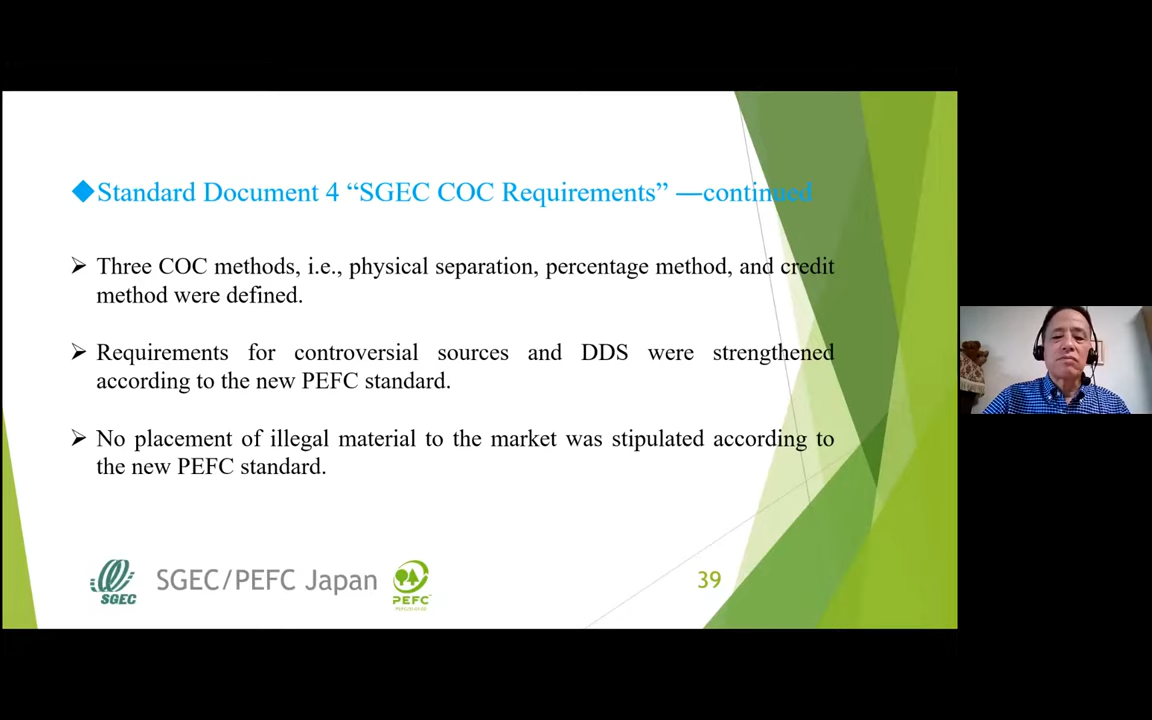 ◆Standard Document 4 “SGEC COC Requirements” —continued
➢ Three COC methods, i.e., physical separation, percentage method, and credit
method were defined.
➢ Requirements for controversial sources and DDS were strengthened
according to the new PEFC standard.
➢ No placement of illegal material to the market was stipulated according to
the new PEFC standard.
SGEC
SGEC/PEFC Japan
PEFC
39